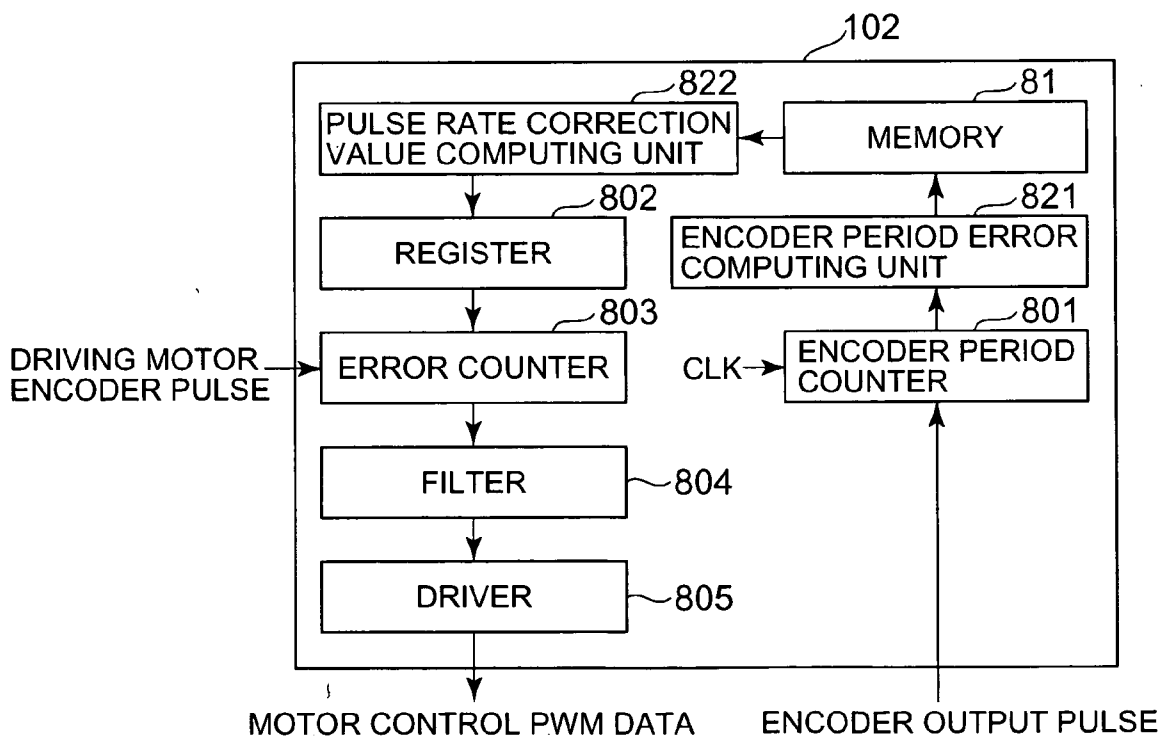 102
822
PULSE RATE CORRECTION
VALUE COMPUTING UNIT
81
MEMORY
802
REGISTER
821
ENCODER PERIOD ERROR
COMPUTING UNIT
803
ERROR COUNTER
DRIVING MOTOR
ENCODER PULSE
801
CLK
ENCODER PERIOD
COUNTER
FILTER
804
DRIVER
805
MOTOR CONTROL PWM DATA
ENCODER OUTPUT PULSE